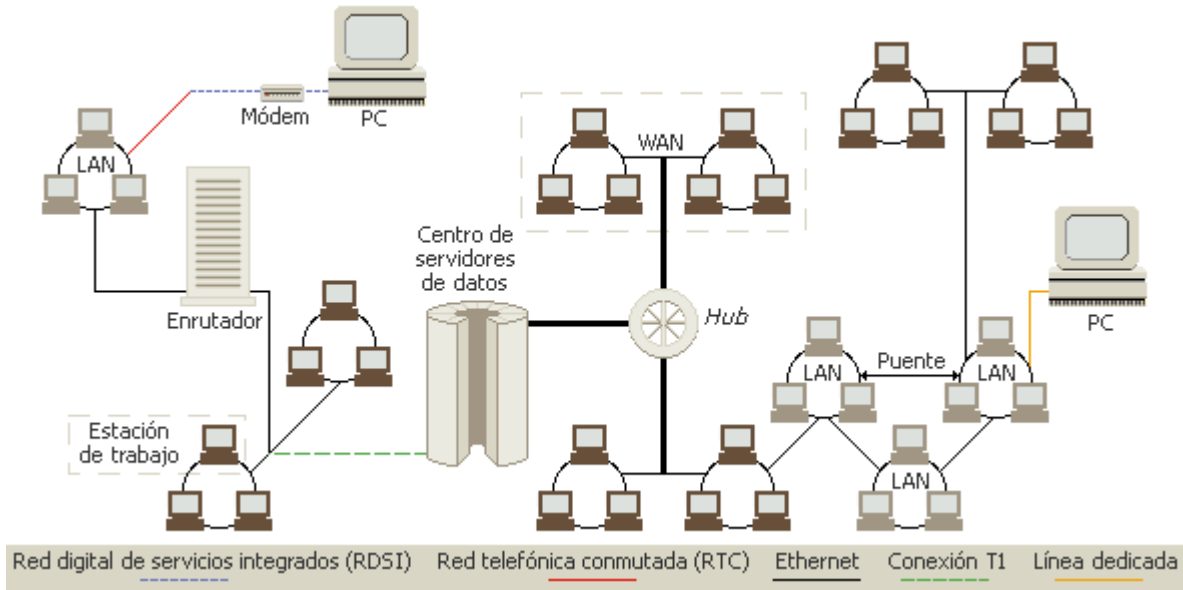 Módem
PC
LAN
WAN
Enrutador
Centro de
servidores
de datos
Hub
PC
Puente
LAN
LAN
LAN
Estación
de trabajo
Red digital de servicios integrados (RDSI) Red telefónica conmutada (RTC) Ethernet Conexión T1 Línea dedicada